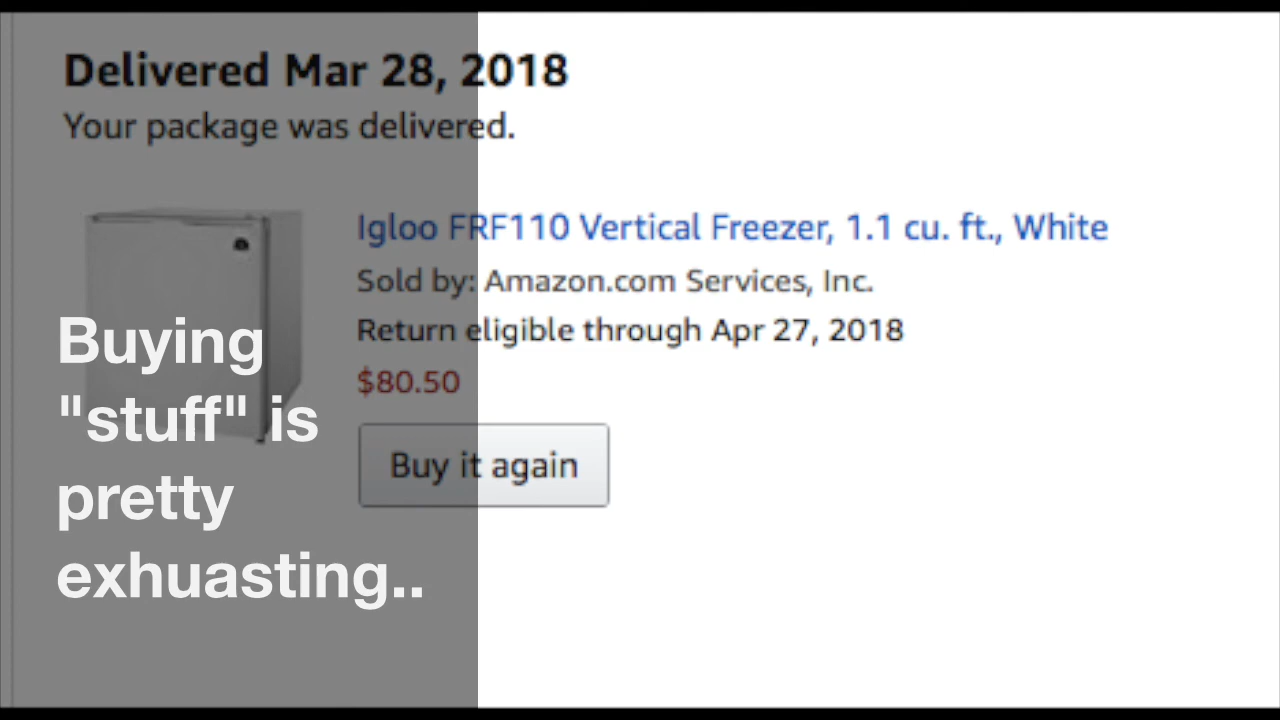 Delivered Mar 28, 2018
Your package was delivered.
Igloo FRF110 Vertical Freezer, 1.1 cu. ft., White
Sold by: Amazon.com Services, Inc.
Return eligible through Apr 27, 2018
$80.50
Buy it again
Buying
"stuff" is
pretty
exhuasting..